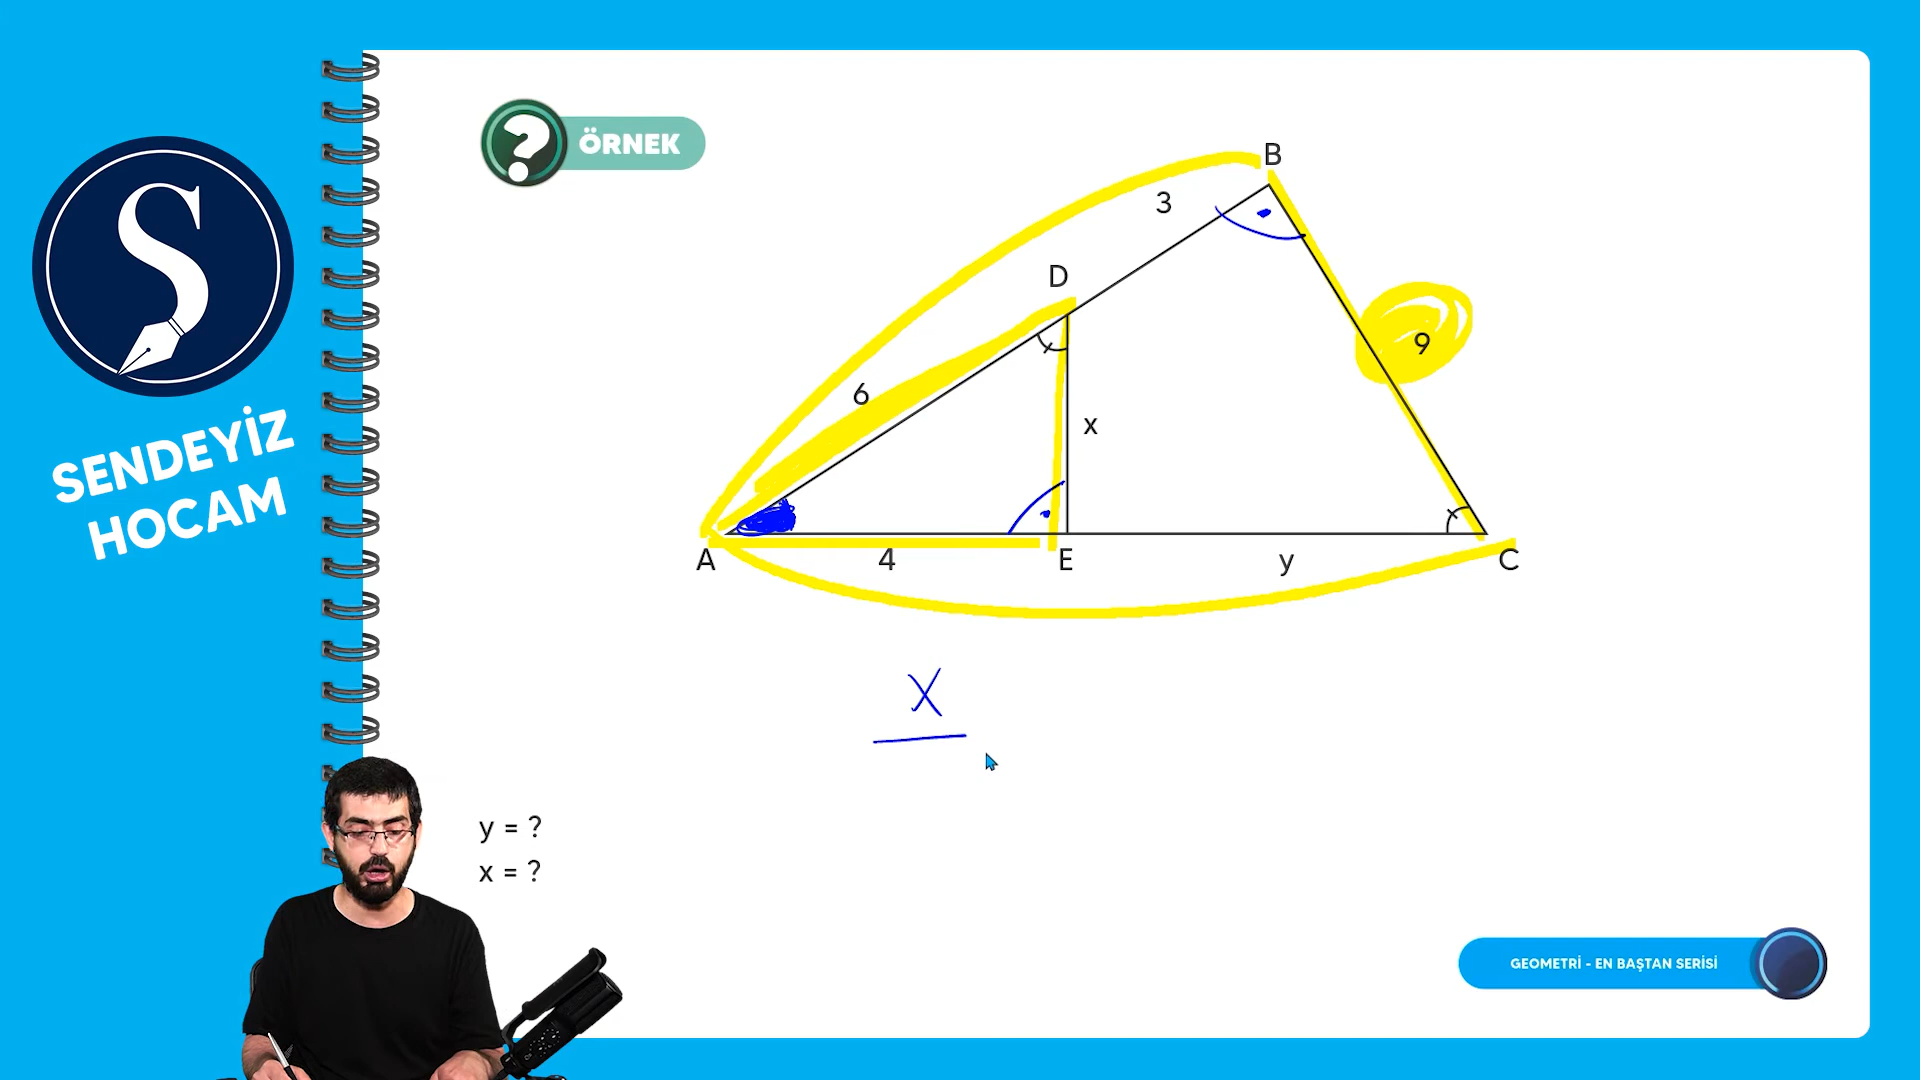 ÖRNEK
B
3
D
6
9
x
A
4
E
y
C
X
SENDEYİZ
HOCAM
y = ?
x = ?
GEOMETRİ - EN BAŞTAN SERİSİ